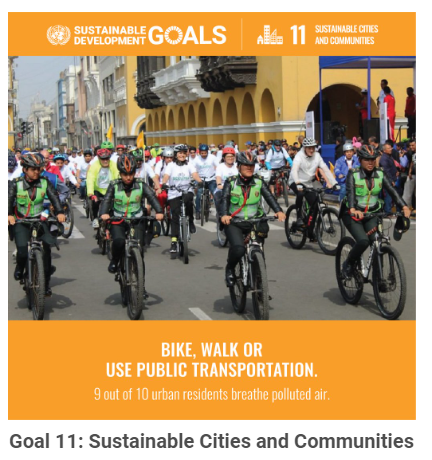 SUSTAINABLE
DEVELOPMENT GOALS
11 SUSTAINABLE CITIES
AND COMMUNITIES
BIKE, WALK OR
USE PUBLIC TRANSPORTATION.
9 out of 10 urban residents breathe polluted air.
Goal 11: Sustainable Cities and Communities